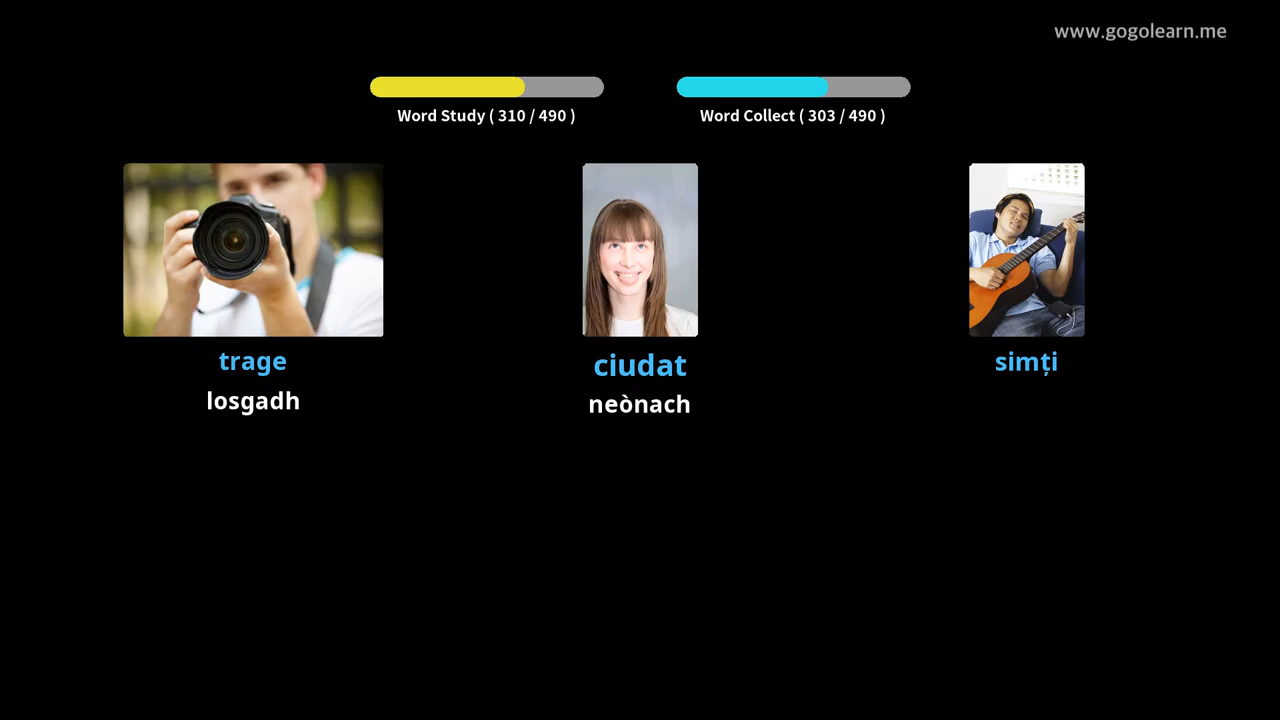 www.gogolearn.me
Word Study ( 310 / 490 )
Word Collect ( 303 / 490 )
trage
ciudat
simți
losgadh
neònach